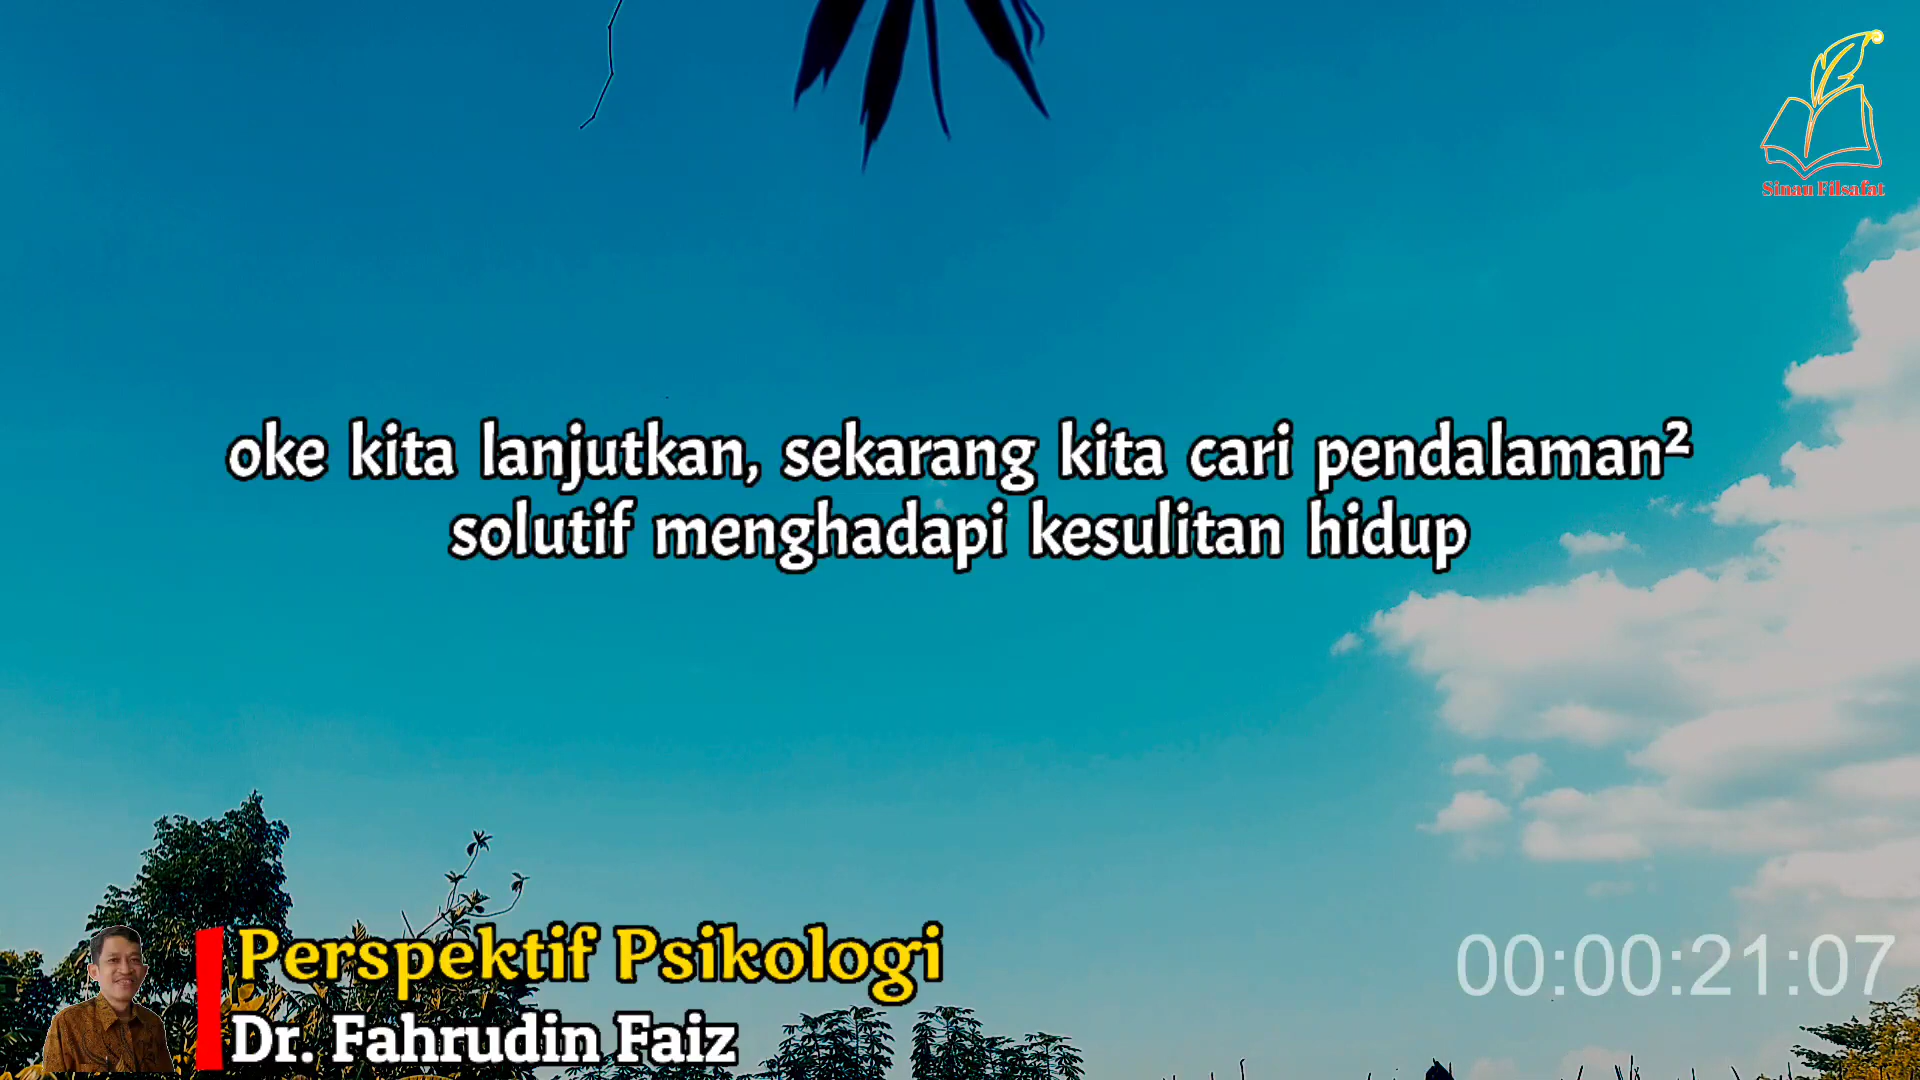 Sinau Filsafat
oke kita lanjutkan, sekarang kita cari pendalaman²
solutif menghadapi kesulitan hidup
Perspektif Psikologi
Dr. Fahrudin Faiz
00:00:21:07